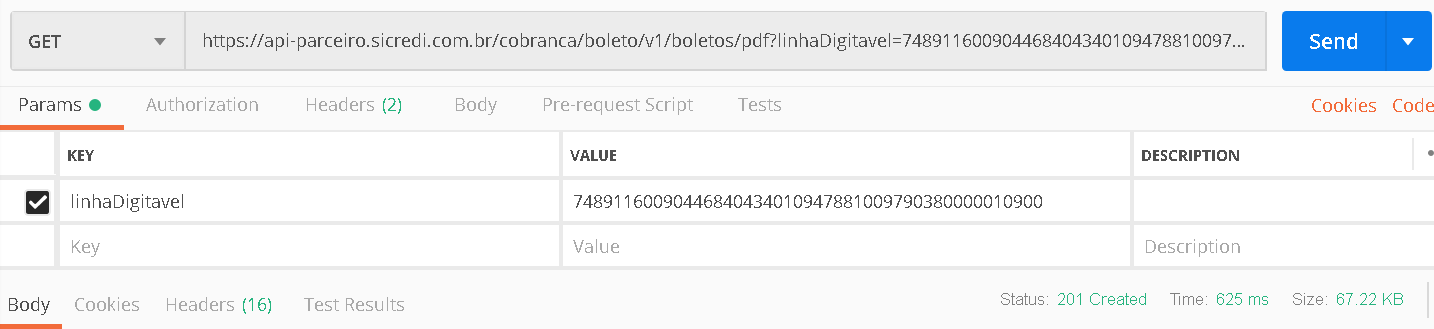 GET https://api-parceiro.sicredi.com.br/cobranca/boleto/v1/boletos/pdf?linhaDigitavel=74891160090446840434010947881009​7... Send
Params Authorization Headers (2) Body Pre-request Script Tests Cookies Code
KEY VALUE DESCRIPTION
linhaDigitavel 74891160090446840434010947881009790380000010900
Key Value Description
Body Cookies Headers (16) Test Results Status: 201 Created Time: 625 ms Size: 67.22 KB